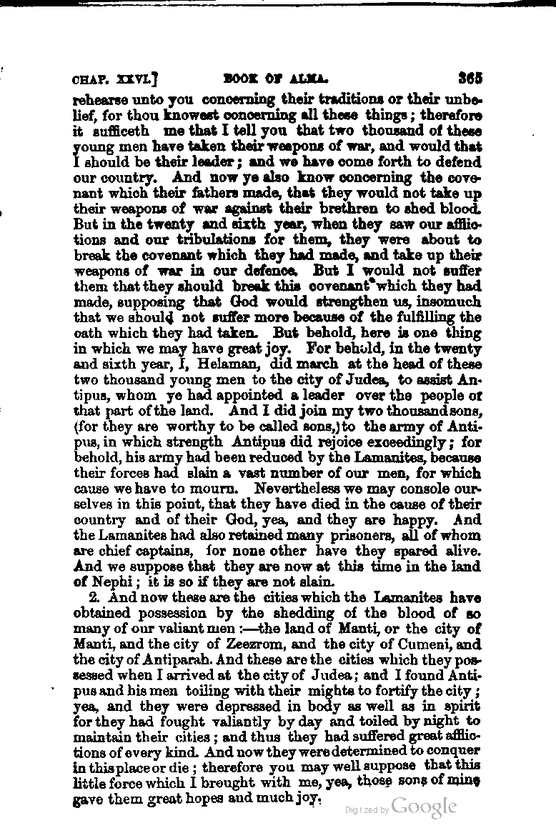 CHAP. XXVI.] BOOK OF ALMA. 365
rehearse unto you concerning their traditions or their unbe-
lief, for thou knowest concerning all these things; therefore
it sufficeth me that I tell you that two thousand of these
young men have taken their weapons of war, and would that
I should be their leader; and we have come forth to defend
our country. And now ye also know concerning the cove-
nant which their fathers made, that they would not take up
their weapons of war against their brethren to shed blood.
But in the twenty and sixth year, when they saw our afflic-
tions and our tribulations for them, they were about to
break the covenant which they had made, and take up their
weapons of war in our defence. But I would not suffer
them that they should break this covenant which they had
made, supposing that God would strengthen us, insomuch
that we should not suffer more because of the fulfilling the
oath which they had taken. But behold, here is one thing
in which we may have great joy. For behold, in the twenty
and sixth year, I, Helaman, did march at the head of these
two thousand young men to the city of Judea, to assist An-
tipus, whom ye had appointed a leader over the people of
that part of the land. And I did join my two thousand sons,
(for they are worthy to be called sons,) to the army of Anti-
pus, in which strength Antipus did rejoice exceedingly; for
behold, his army had been reduced by the Lamanites, because
their forces had slain a vast number of our men, for which
cause we have to mourn. Nevertheless we may console our-
selves in this point, that they have died in the cause of their
country and of their God, yea, and they are happy. And
the Lamanites had also retained many prisoners, all of whom
are chief captains, for none other have they spared alive.
And we suppose that they are now at this time in the land
of Nephi; it is so if they are not slain.
2. And now these are the cities which the Lamanites have
obtained possession by the shedding of the blood of so
many of our valiant men:—the land of Manti, or the city of
Manti, and the city of Zeezrom, and the city of Cumeni, and
the city of Antiparah. And these are the cities which they pos-
sessed when I arrived at the city of Judea; and I found Anti-
pus and his men toiling with their mights to fortify the city;
yea, and they were depressed in body as well as in spirit
for they had fought valiantly by day and toiled by night to
maintain their cities; and thus they had suffered great afflic-
tions of every kind. And now they were determined to conquer
in this place or die; therefore you may well suppose that this
little force which I brought with me, yea, those sons of mine
gave them great hopes and much joy.
Digitized by Google